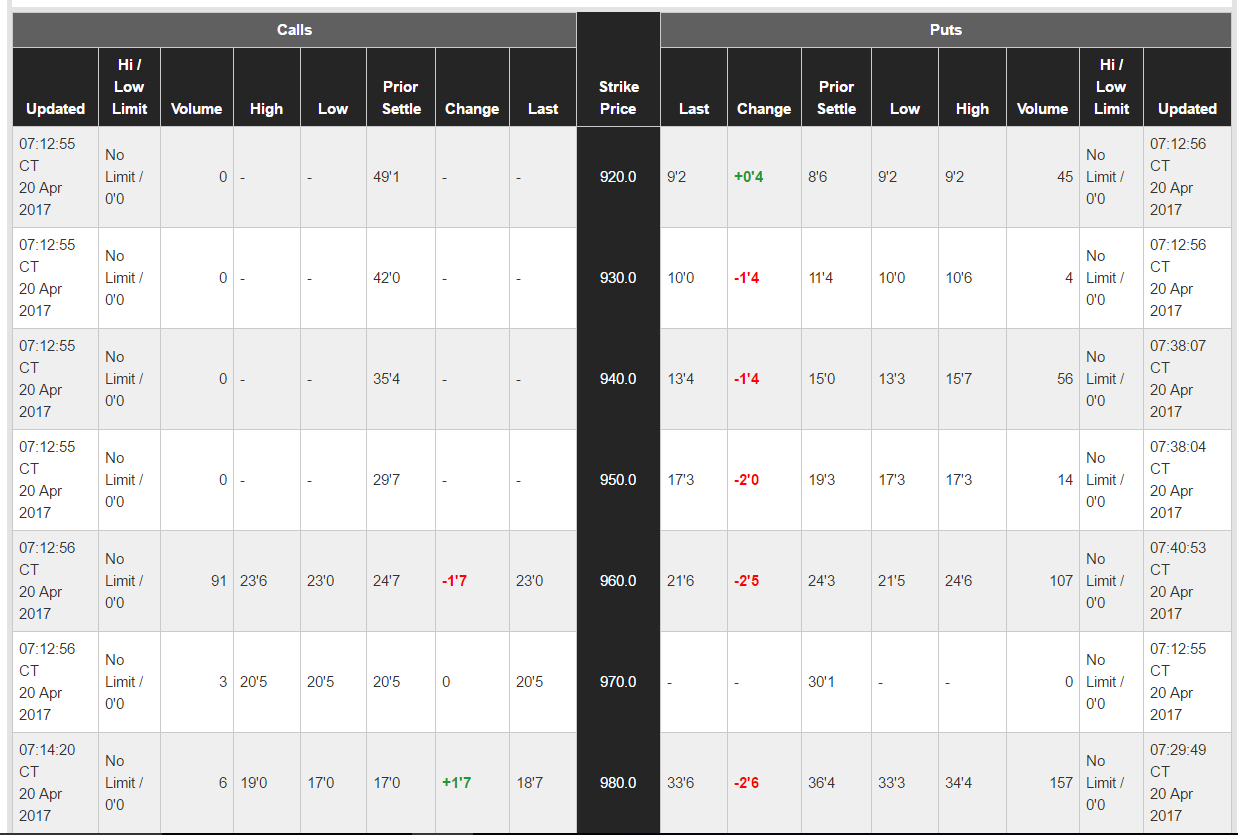 Calls Puts
Updated Hi / Low Limit Volume High Low Prior Settle Change Last Strike Price Last Change Prior Settle Low High Volume Hi / Low Limit Updated
07:12:55 CT 20 Apr 2017 No Limit / 0'0 0 - - 49'1 - - 920.0 9'2 +0'4 8'6 9'2 9'2 45 No Limit / 0'0 07:12:56 CT 20 Apr 2017
07:12:55 CT 20 Apr 2017 No Limit / 0'0 0 - - 42'0 - - 930.0 10'0 -1'4 11'4 10'0 10'6 4 No Limit / 0'0 07:12:56 CT 20 Apr 2017
07:12:55 CT 20 Apr 2017 No Limit / 0'0 0 - - 35'4 - - 940.0 13'4 -1'4 15'0 13'3 15'7 56 No Limit / 0'0 07:38:07 CT 20 Apr 2017
07:12:55 CT 20 Apr 2017 No Limit / 0'0 0 - - 29'7 - - 950.0 17'3 -2'0 19'3 17'3 17'3 14 No Limit / 0'0 07:38:04 CT 20 Apr 2017
07:12:56 CT 20 Apr 2017 No Limit / 0'0 91 23'6 23'0 24'7 -1'7 23'0 960.0 21'6 -2'5 24'3 21'5 24'6 107 No Limit / 0'0 07:40:53 CT 20 Apr 2017
07:12:56 CT 20 Apr 2017 No Limit / 0'0 3 20'5 20'5 20'5 0 20'5 970.0 - - 30'1 - - 0 No Limit / 0'0 07:12:55 CT 20 Apr 2017
07:14:20 CT 20 Apr 2017 No Limit / 0'0 6 19'0 17'0 17'0 +1'7 18'7 980.0 33'6 -2'6 36'4 33'3 34'4 157 No Limit / 0'0 07:29:49 CT 20 Apr 2017